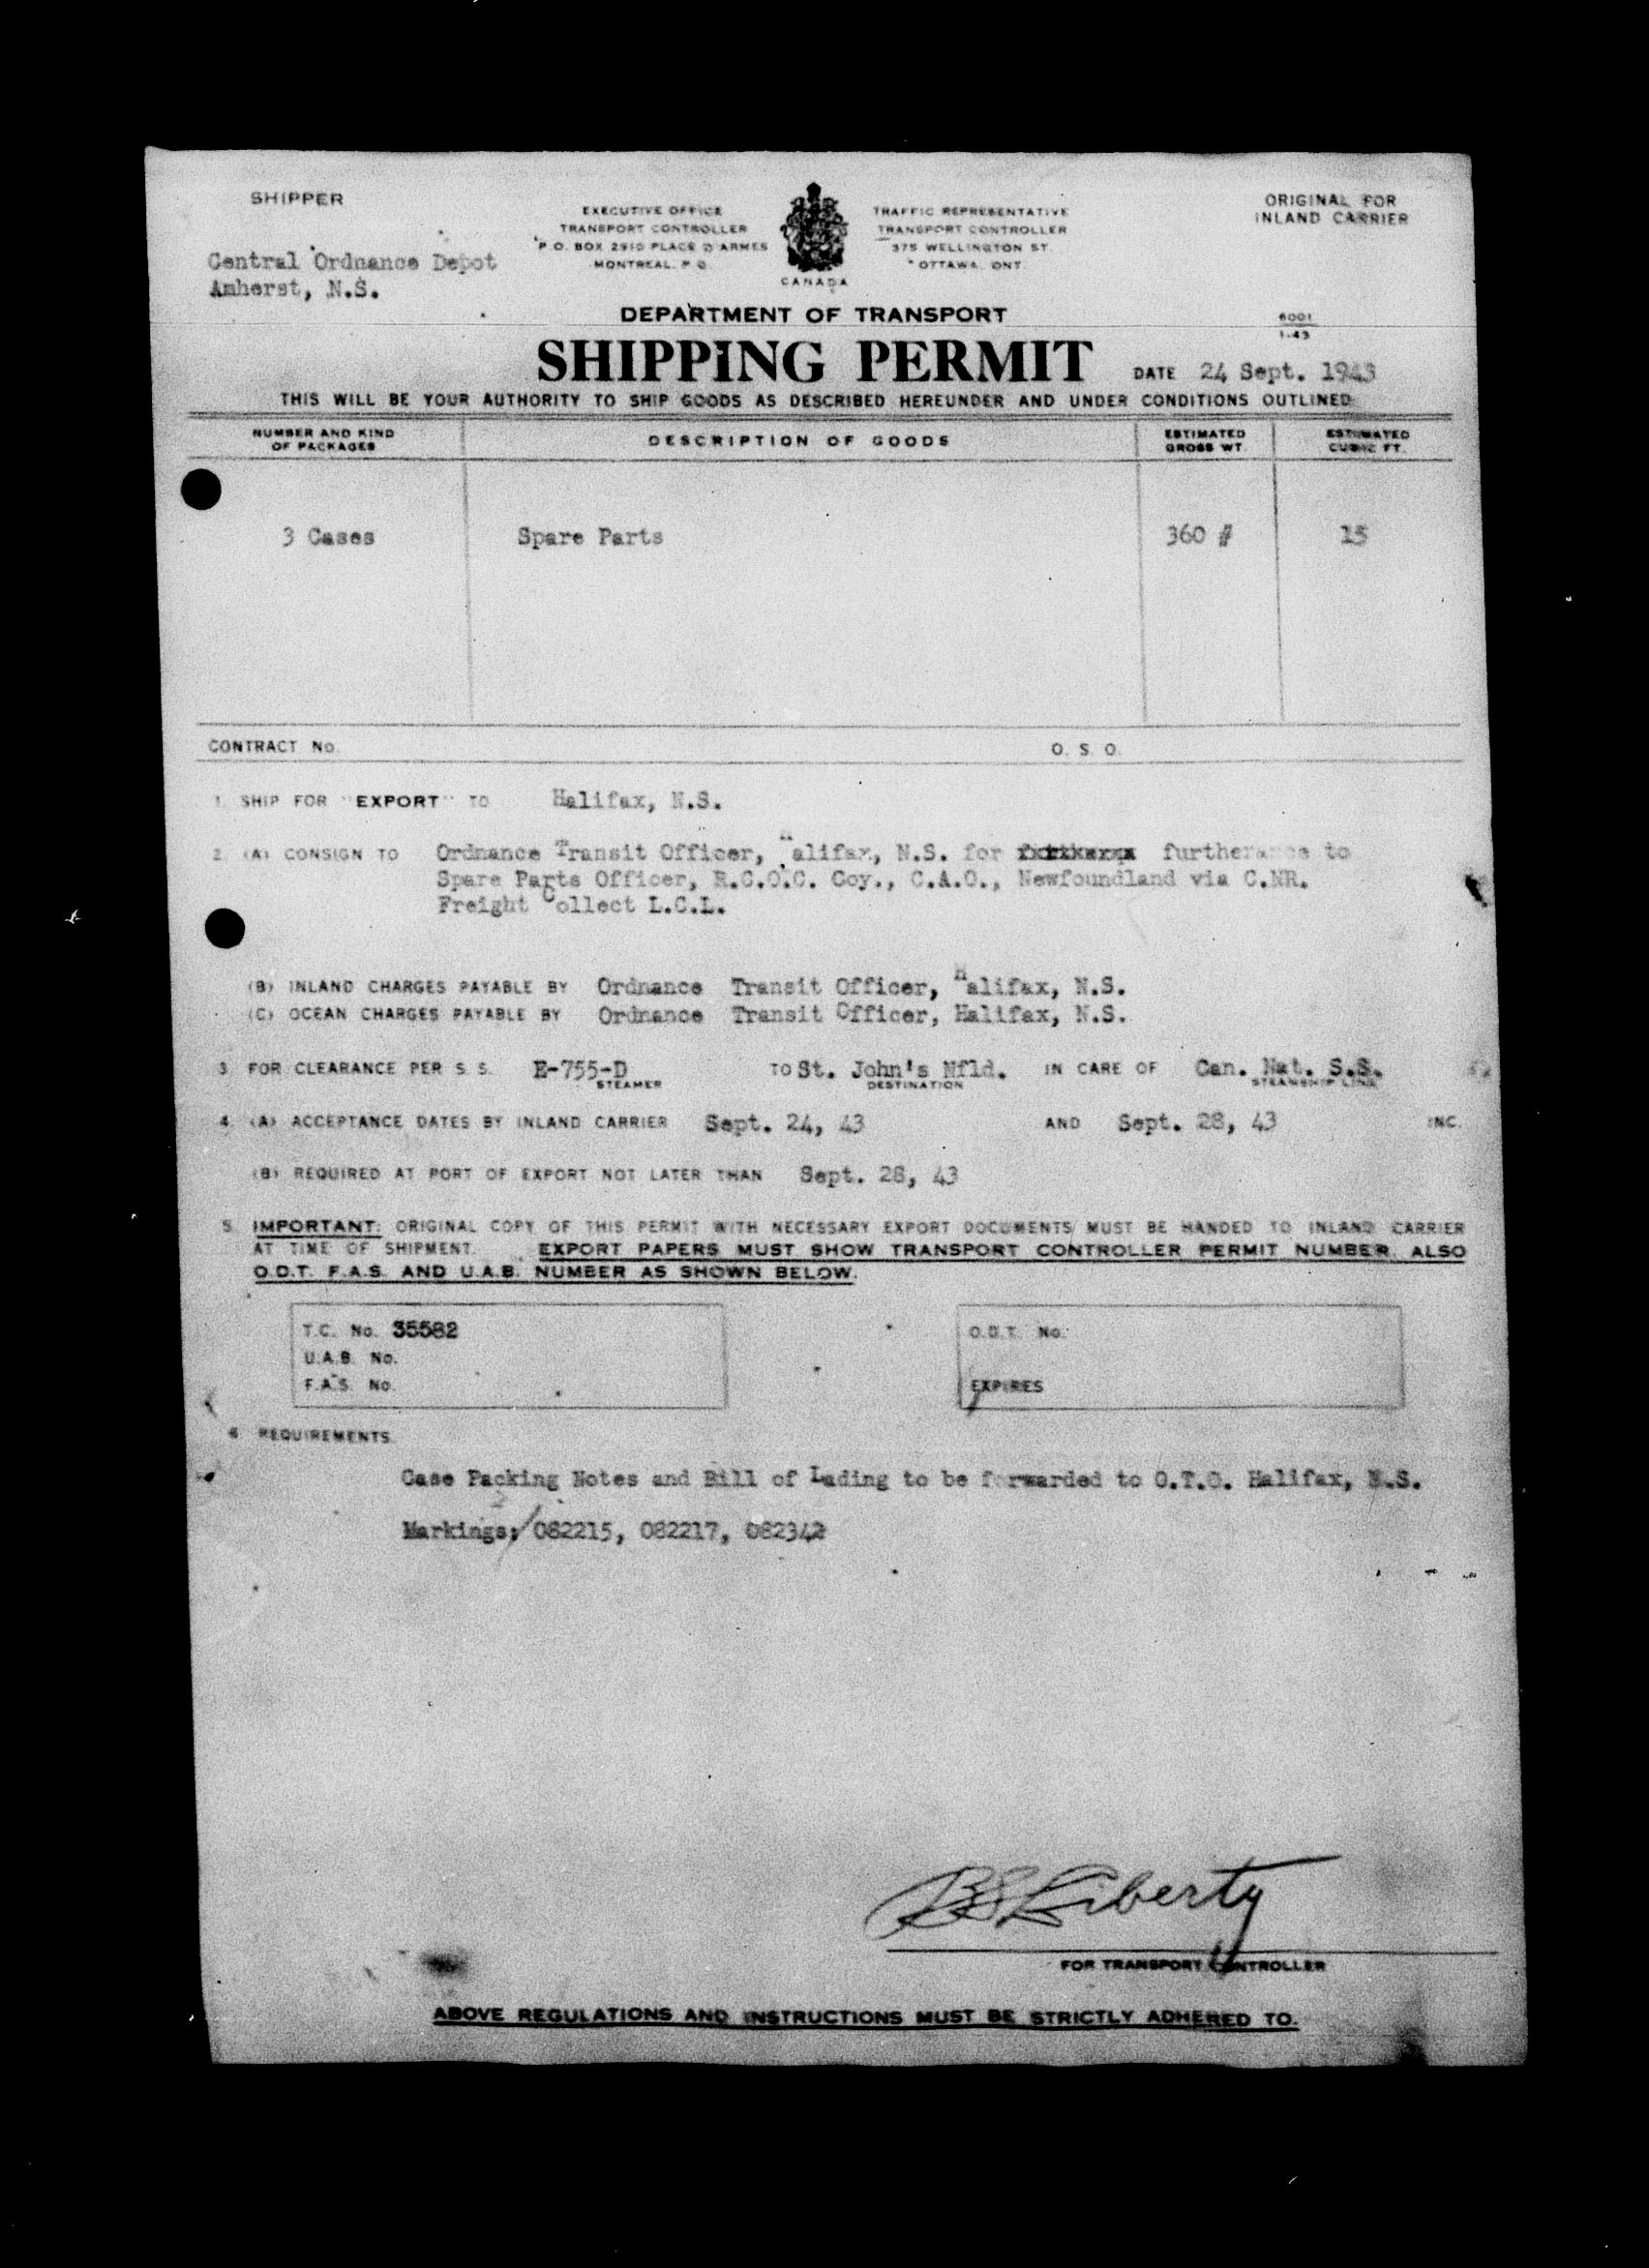 SHIPPER
Central Ordnance Depot
Amherst, N.S.
EXECUTIVE OFFICE
TRANSPORT CONTROLLER
P.O. BOX 2910 PLACE D'ARMES
MONTREAL. P.Q.
CANADA
TRAFFIC REPRESENTATIVE
TRANSPORT CONTROLLER
375 WELLINGTON ST.
OTTAWA. ONT.
ORIGINAL FOR
INLAND CARRIER
DEPARTMENT OF TRANSPORT
6001
1-43
SHIPPING PERMIT
DATE 24 Sept. 1943
THIS WILL BE YOUR AUTHORITY TO SHIP GOODS AS DESCRIBED HEREUNDER AND UNDER CONDITIONS OUTLINED
NUMBER AND KIND OF PACKAGES
DESCRIPTION OF GOODS
ESTIMATED GROSS WT.
ESTIMATED CUBIC FT.
3 Cases Spare Parts 360 # 15
CONTRACT No. O. S. O.
1. SHIP FOR "EXPORT" TO Halifax, N.S.
2. (A) CONSIGN TO Ordnance Transit Officer, Halifax, N.S. for furtherance to
Spare Parts Officer, R.C.O.C. Coy., C.A.O., Newfoundland via C.NR.
Freight Collect L.C.L.
(B) INLAND CHARGES PAYABLE BY Ordnance Transit Officer, Halifax, N.S.
(C) OCEAN CHARGES PAYABLE BY Ordnance Transit Officer, Halifax, N.S.
3 FOR CLEARANCE PER S. S. E-755-D TO St. John's Nfld. IN CARE OF Can. Nat. S.S.
STEAMER DESTINATION STEAMSHIP LINE
4 (A) ACCEPTANCE DATES BY INLAND CARRIER Sept. 24, 43 AND Sept. 28, 43 INC.
(B) REQUIRED AT PORT OF EXPORT NOT LATER THAN Sept. 28, 43
5 IMPORTANT: ORIGINAL COPY OF THIS PERMIT WITH NECESSARY EXPORT DOCUMENTS MUST BE HANDED TO INLAND CARRIER
AT TIME OF SHIPMENT. EXPORT PAPERS MUST SHOW TRANSPORT CONTROLLER PERMIT NUMBER. ALSO
O.D.T. F.A.S. AND U.A.B. NUMBER AS SHOWN BELOW.
T.C. No. 35582
U.A.B. No.
F.A.S. No.
O.D.T. No.
EXPIRES
6 REQUIREMENTS
Case Packing Notes and Bill of Lading to be forwarded to O.T.O. Halifax, N.S.
Markings: 082215, 082217, 082342
Liberty
FOR TRANSPORT CONTROLLER
ABOVE REGULATIONS AND INSTRUCTIONS MUST BE STRICTLY ADHERED TO.